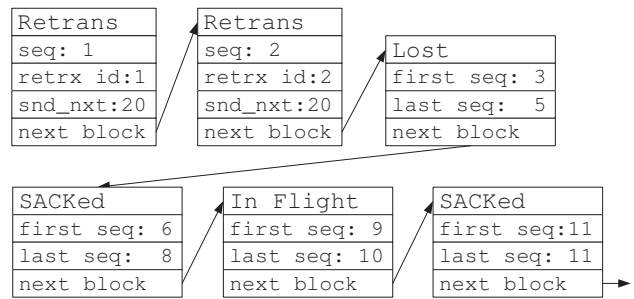 Retrans
seq: 1
retrx id:1
snd_nxt:20
next block
Retrans
seq: 2
retrx id:2
snd_nxt:20
next block
Lost
first seq: 3
last seq: 5
next block
SACKed
first seq: 6
last seq: 8
next block
In Flight
first seq: 9
last seq: 10
next block
SACKed
first seq:11
last seq: 11
next block